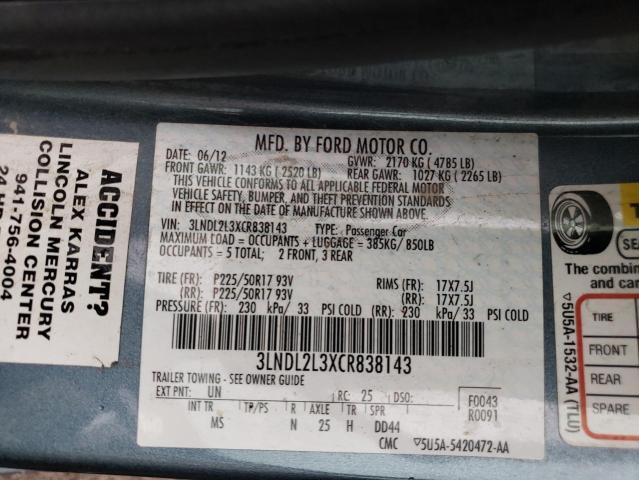 MFD. BY FORD MOTOR CO.
DATE: 06/12
GVWR: 2170 KG ( 4785 LB)
FRONT GAWR: 1143 KG ( 2520 LB)
REAR GAWR: 1027 KG ( 2265 LB)
THIS VEHICLE CONFORMS TO ALL APPLICABLE FEDERAL MOTOR
VEHICLE SAFETY, BUMPER, AND THEFT PREVENTION STANDARDS
IN EFFECT ON THE DATE OF MANUFACTURE SHOWN ABOVE.
VIN: 3LNDL2L3XCR838143
TYPE: Passenger Car
MAXIMUM LOAD = OCCUPANTS + LUGGAGE = 385KG/ 850LB
OCCUPANTS = 5 TOTAL; 2 FRONT, 3 REAR
TIRE (FR): P225/50R17 93V RIMS (FR): 17X7.5J
(RR): P225/50R17 93V (RR): 17X7.5J
PRESSURE (FR): 230 kPa/ 33 PSI COLD (RR): 230 kPa/ 33 PSI COLD
3LNDL2L3XCR838143
TRAILER TOWING - SEE OWNER GUIDE
EXT PNT: UN RC: 25 DSO: F0043
INT TR TP/PS R AXLE TR SPR R0091
MS N 25 H DD44
CMC ▽5U5A-5420472-AA
ACCIDENT?
ALEX KARRAS
LINCOLN MERCURY
COLLISION CENTER
941-756-4004
24
The combin
and car
TIRE
FRONT
REAR
SPARE
▽5U5A-1532-AA (TLU)